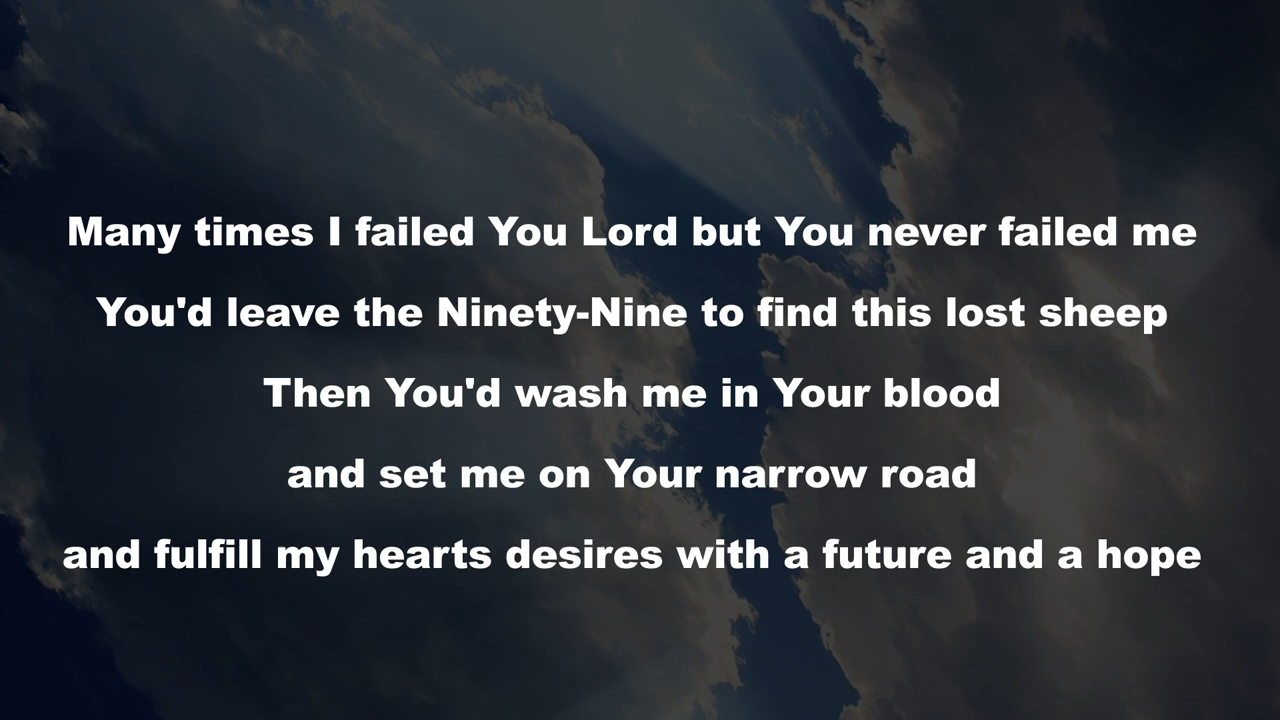 Many times I failed You Lord but You never failed me
You'd leave the Ninety-Nine to find this lost sheep
Then You'd wash me in Your blood
and set me on Your narrow road
and fulfill my hearts desires with a future and a hope